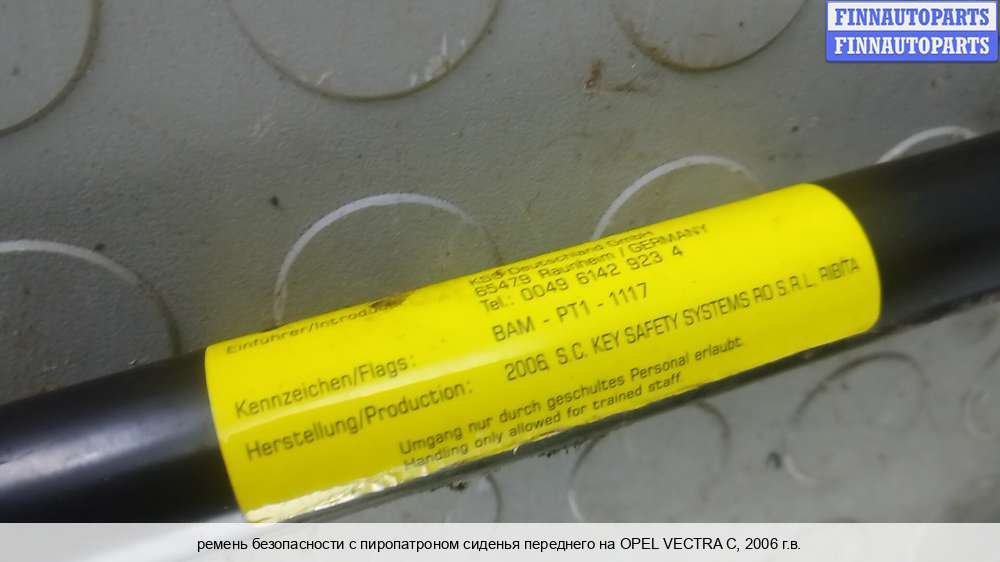 FINNAUTOPARTS
FINNAUTOPARTS
KSS Deutschland GmbH
65479 Raunheim / GERMANY
Tel.: 0049 6142 923 4
Kennzeichen/Flags: BAM - PT1 - 1117
Herstellung/Production: 2006, S.C. KEY SAFETY SYSTEMS RO S.R.L. RIBITA
Umgang nur durch geschultes Personal erlaubt.
Handling only allowed for trained staff.
ремень безопасности с пиропатроном сиденья переднего на OPEL VECTRA C, 2006 г.в.